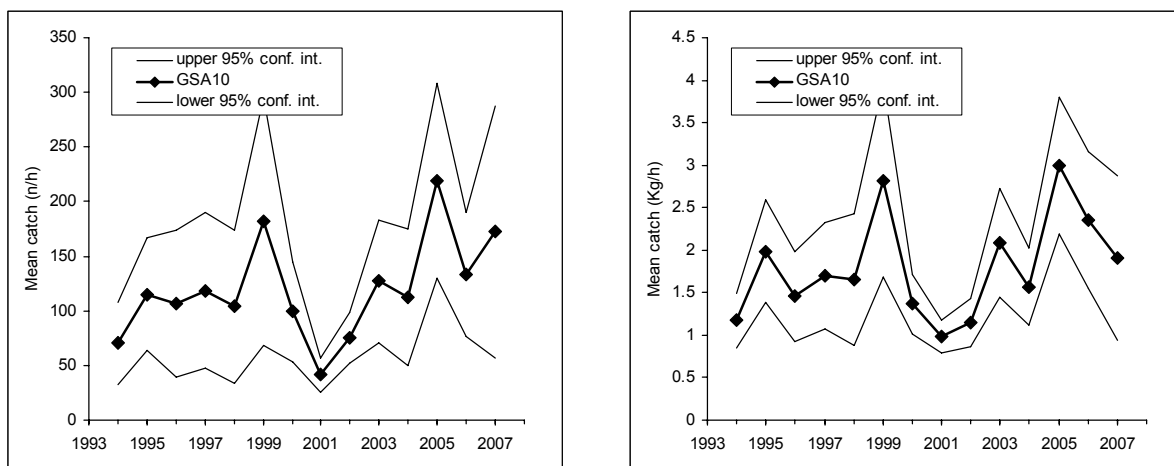 350
300
250
200
150
100
50
0
Mean catch (n/h)
upper 95% conf. int.
GSA10
lower 95% conf. int.
1993 1995 1997 1999 2001 2003 2005 2007
4.5
4
3.5
3
2.5
2
1.5
1
0.5
0
Mean catch (Kg/h)
upper 95% conf. int.
GSA10
lower 95% conf. int.
1993 1995 1997 1999 2001 2003 2005 2007